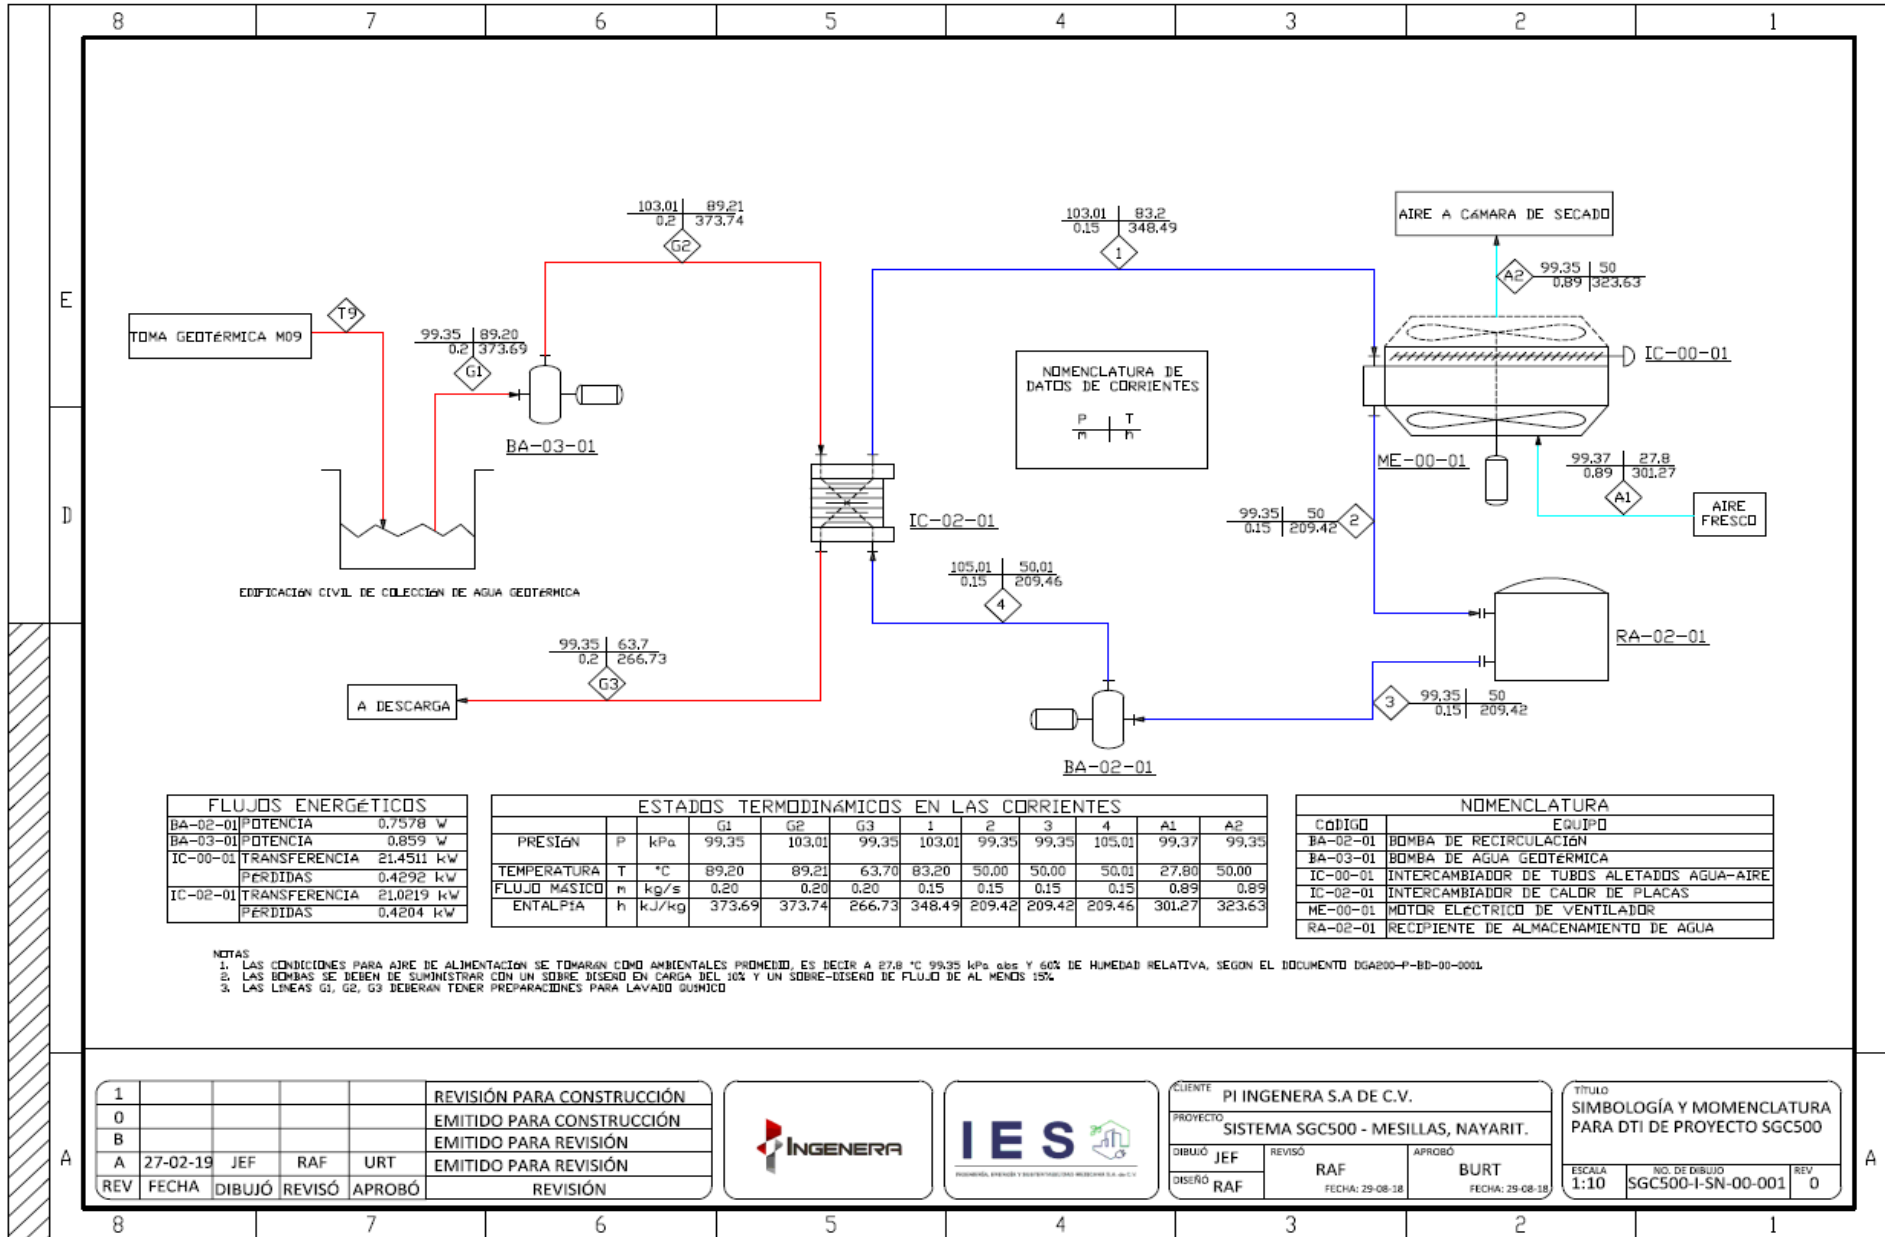 8 7 6 5 4 3 2 1
E
D
A
A
103.01 89.21
0.2 373.74
G2
103.01 83.2
0.15 348.49
1
AIRE A CÁMARA DE SECADO
A2
99.35 50
0.89 323.63
TOMA GEOTÉRMICA M09
T9
99.35 89.20
0.2 373.69
G1
BA-03-01
NOMENCLATURA DE
DATOS DE CORRIENTES
P T
m h
IC-00-01
ME-00-01
99.37 27.8
0.89 301.27
A1
AIRE
FRESCO
IC-02-01
99.35 50
0.15 209.42
2
EDIFICACIÓN CIVIL DE COLECCIÓN DE AGUA GEOTÉRMICA
105.01 50.01
0.15 209.46
4
RA-02-01
99.35 63.7
0.2 266.73
G3
A DESCARGA
3
99.35 50
0.15 209.42
BA-02-01
FLUJOS ENERGÉTICOS
BA-02-01 POTENCIA 0.7578 W
BA-03-01 POTENCIA 0.859 W
IC-00-01 TRANSFERENCIA 21.4511 kW
PÉRDIDAS 0.4292 kW
IC-02-01 TRANSFERENCIA 21.0219 kW
PÉRDIDAS 0.4204 kW
ESTADOS TERMODINÁMICOS EN LAS CORRIENTES
G1 G2 G3 1 2 3 4 A1 A2
PRESIÓN P kPa 99.35 103.01 99.35 103.01 99.35 99.35 105.01 99.37 99.35
TEMPERATURA T °C 89.20 89.21 63.70 83.20 50.00 50.00 50.01 27.80 50.00
FLUJO MÁSICO m kg/s 0.20 0.20 0.20 0.15 0.15 0.15 0.15 0.89 0.89
ENTALPÍA h kJ/kg 373.69 373.74 266.73 348.49 209.42 209.42 209.46 301.27 323.63
NOMENCLATURA
CÓDIGO EQUIPO
BA-02-01 BOMBA DE RECIRCULACIÓN
BA-03-01 BOMBA DE AGUA GEOTÉRMICA
IC-00-01 INTERCAMBIADOR DE TUBOS ALETADOS AGUA-AIRE
IC-02-01 INTERCAMBIADOR DE CALOR DE PLACAS
ME-00-01 MOTOR ELÉCTRICO DE VENTILADOR
RA-02-01 RECIPIENTE DE ALMACENAMIENTO DE AGUA
NOTAS
1. LAS CONDICIONES PARA AIRE DE ALIMENTACIÓN SE TOMARÁN COMO AMBIENTALES PROMEDIO, ES DECIR A 27.8 °C 99.35 kPa abs Y 60% DE HUMEDAD RELATIVA, SEGÚN EL DOCUMENTO DGA200-P-BD-00-0001.
2. LAS BOMBAS SE DEBEN DE SUMINISTRAR CON UN SOBRE DISEÑO EN CARGA DEL 10% Y UN SOBRE-DISEÑO DE FLUJO DE AL MENOS 15%
3. LAS LÍNEAS G1, G2, G3 DEBERÁN TENER PREPARACIONES PARA LAVADO QUÍMICO
1 REVISIÓN PARA CONSTRUCCIÓN
0 EMITIDO PARA CONSTRUCCIÓN
B EMITIDO PARA REVISIÓN
A 27-02-19 JEF RAF URT EMITIDO PARA REVISIÓN
REV FECHA DIBUJÓ REVISÓ APROBÓ REVISIÓN
INGENERA
IES
CLIENTE PI INGENERA S.A DE C.V.
PROYECTO SISTEMA SGC500 - MESILLAS, NAYARIT.
DIBUJÓ JEF
DISEÑÓ RAF
REVISÓ
RAF
FECHA: 29-08-18
APROBÓ
BURT
FECHA: 29-08-18
TÍTULO
SIMBOLOGÍA Y MOMENCLATURA
PARA DTI DE PROYECTO SGC500
ESCALA
1:10
NO. DE DIBUJO
SGC500-I-SN-00-001
REV
0
8 7 6 5 4 3 2 1